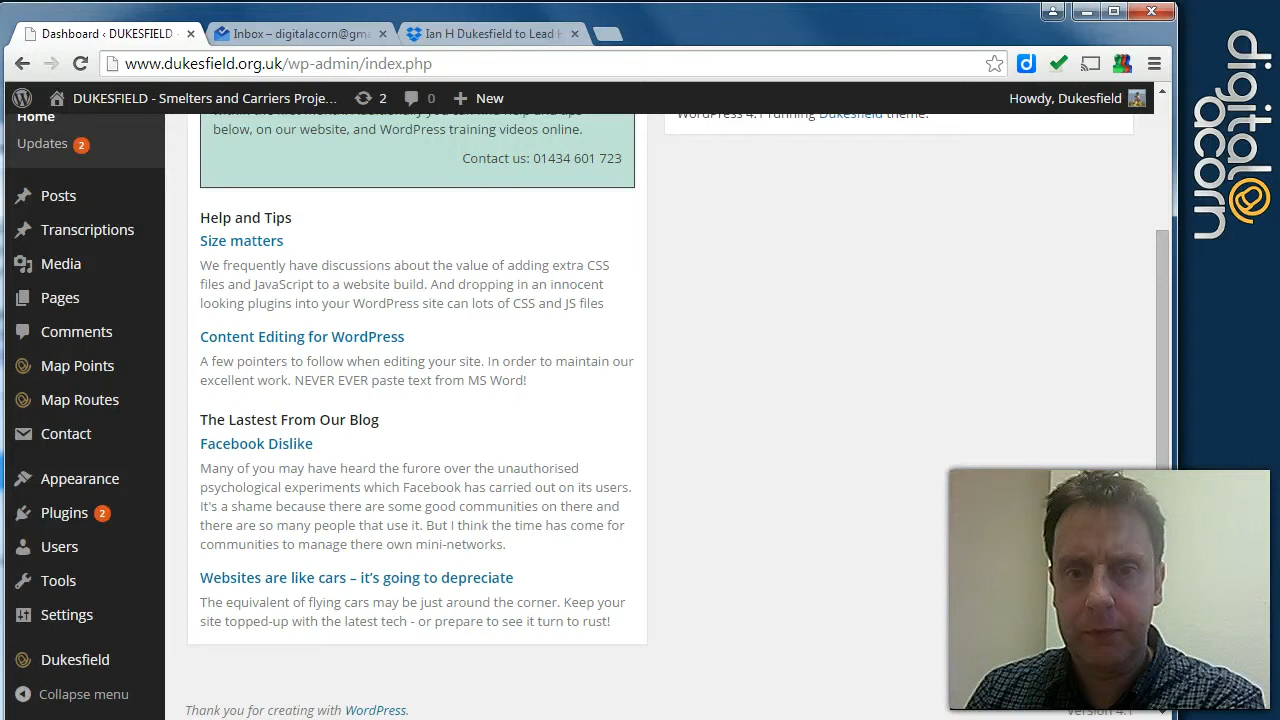 Dashboard ‹ DUKESFIELD
Inbox – digitalacorn@gm
Ian H Dukesfield to Lead
www.dukesfield.org.uk/wp-admin/index.php
DUKESFIELD - Smelters and Carriers Proje...
2
0
New
Howdy, Dukesfield
Home
Updates 2
Posts
Transcriptions
Media
Pages
Comments
Map Points
Map Routes
Contact
Appearance
Plugins 2
Users
Tools
Settings
Dukesfield
Collapse menu
below, on our website, and WordPress training videos online.
Contact us: 01434 601 723
Help and Tips
Size matters
We frequently have discussions about the value of adding extra CSS
files and JavaScript to a website build. And dropping in an innocent
looking plugins into your WordPress site can lots of CSS and JS files
Content Editing for WordPress
A few pointers to follow when editing your site. In order to maintain our
excellent work. NEVER EVER paste text from MS Word!
The Lastest From Our Blog
Facebook Dislike
Many of you may have heard the furore over the unauthorised
psychological experiments which Facebook has carried out on its users.
It's a shame because there are some good communities on there and
there are so many people that use it. But I think the time has come for
communities to manage there own mini-networks.
Websites are like cars – it's going to depreciate
The equivalent of flying cars may be just around the corner. Keep your
site topped-up with the latest tech - or prepare to see it turn to rust!
Thank you for creating with WordPress.
WordPress 4.1 running Dukesfield theme.
Version 4.1
digital
acorn